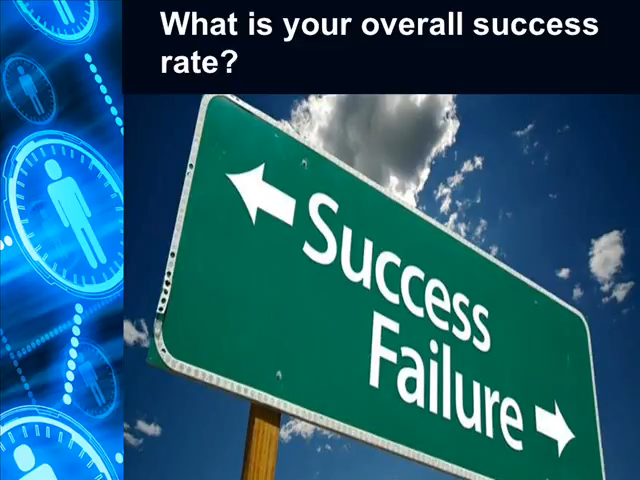 What is your overall success
rate?
Success
Failure